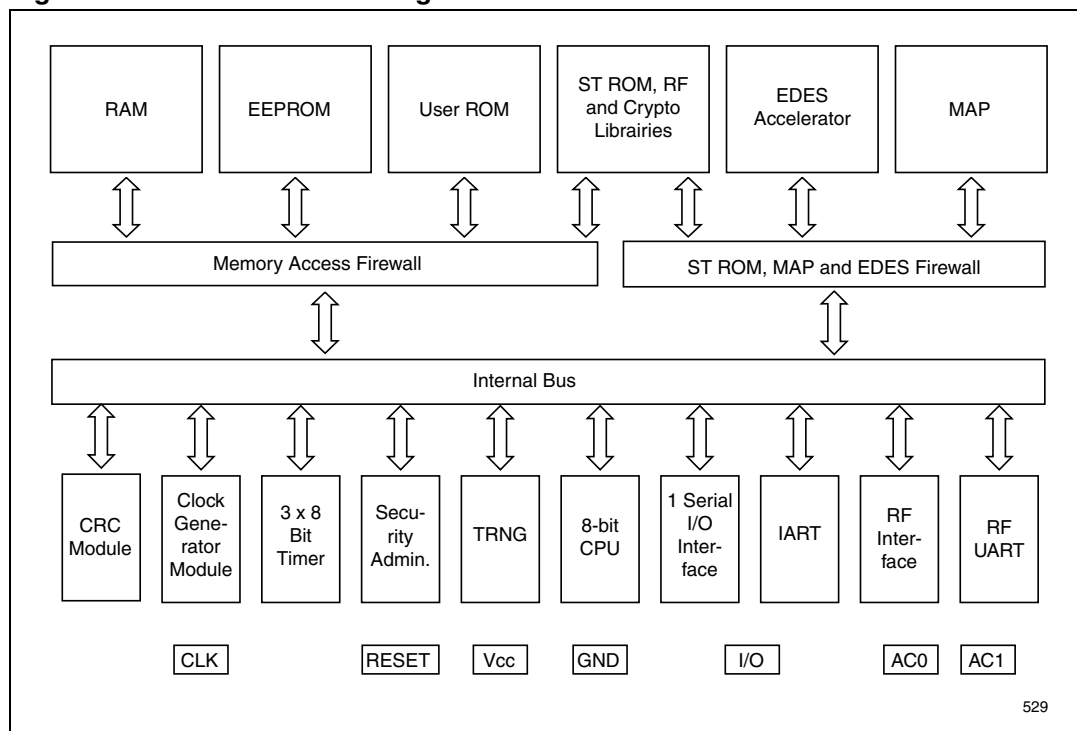 RAM
EEPROM
User ROM
ST ROM, RF
and Crypto
Librairies
EDES
Accelerator
MAP
Memory Access Firewall
ST ROM, MAP and EDES Firewall
Internal Bus
CRC
Module
Clock
Gene-
rator
Module
3 x 8
Bit
Timer
Secu-
rity
Admin.
TRNG
8-bit
CPU
1 Serial
I/O
Inter-
face
IART
RF
Inter-
face
RF
UART
CLK
RESET
Vcc
GND
I/O
AC0
AC1
529